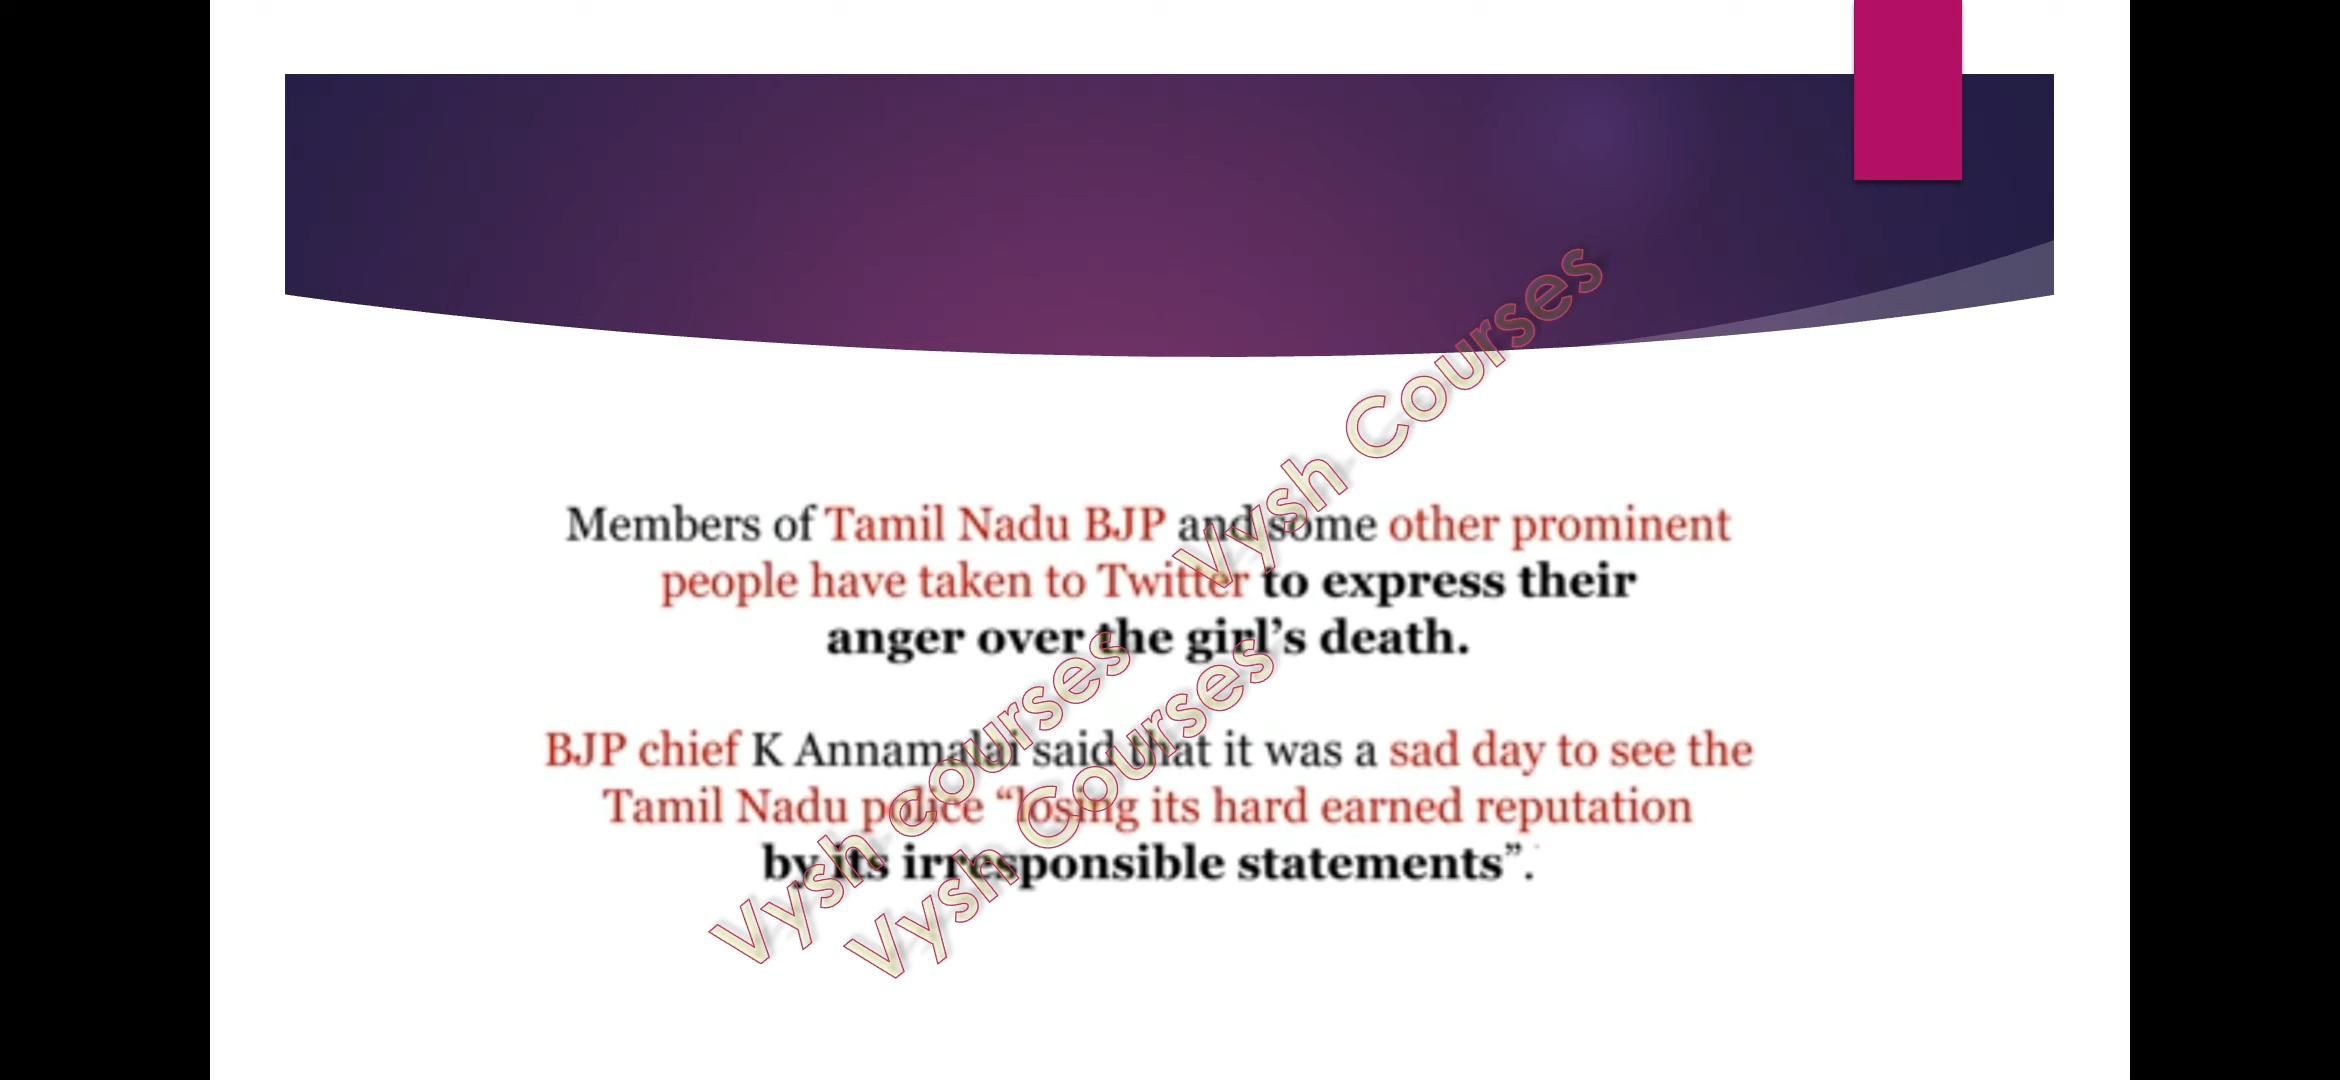 Members of Tamil Nadu BJP and some other prominent
people have taken to Twitter to express their
anger over the girl’s death.
BJP chief K Annamalai said that it was a sad day to see the
Tamil Nadu police “losing its hard earned reputation
by its irresponsible statements”.
Vysh Courses
Vysh courses
Vysh Courses